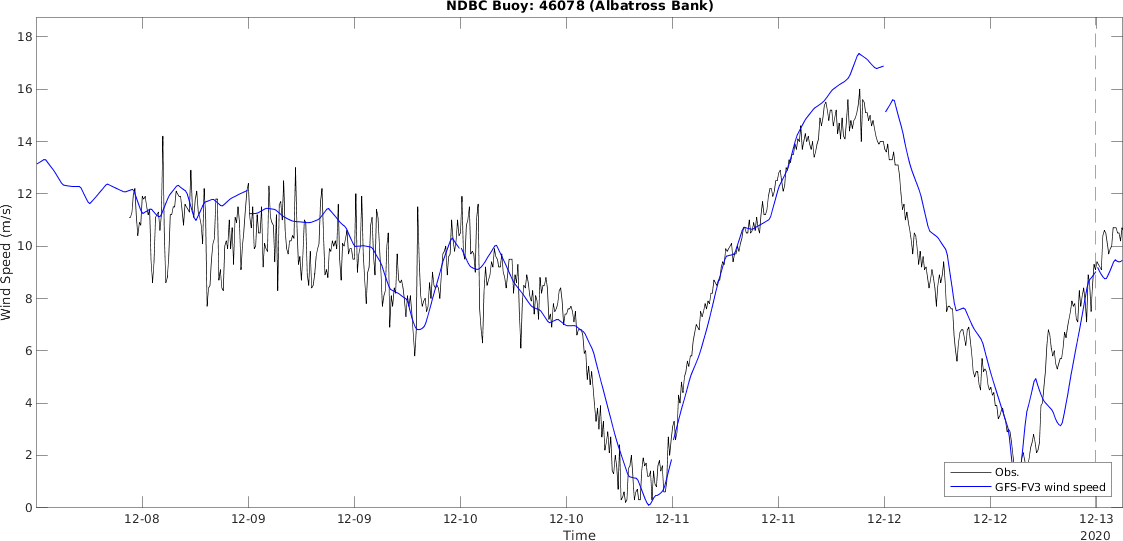 NDBC Buoy: 46078 (Albatross Bank)
18
16
14
12
10
8
6
4
2
0
Wind Speed (m/s)
Obs.
GFS-FV3 wind speed
12-08 12-09 12-09 12-10 12-10 12-11 12-11 12-12 12-12 12-13
Time 2020